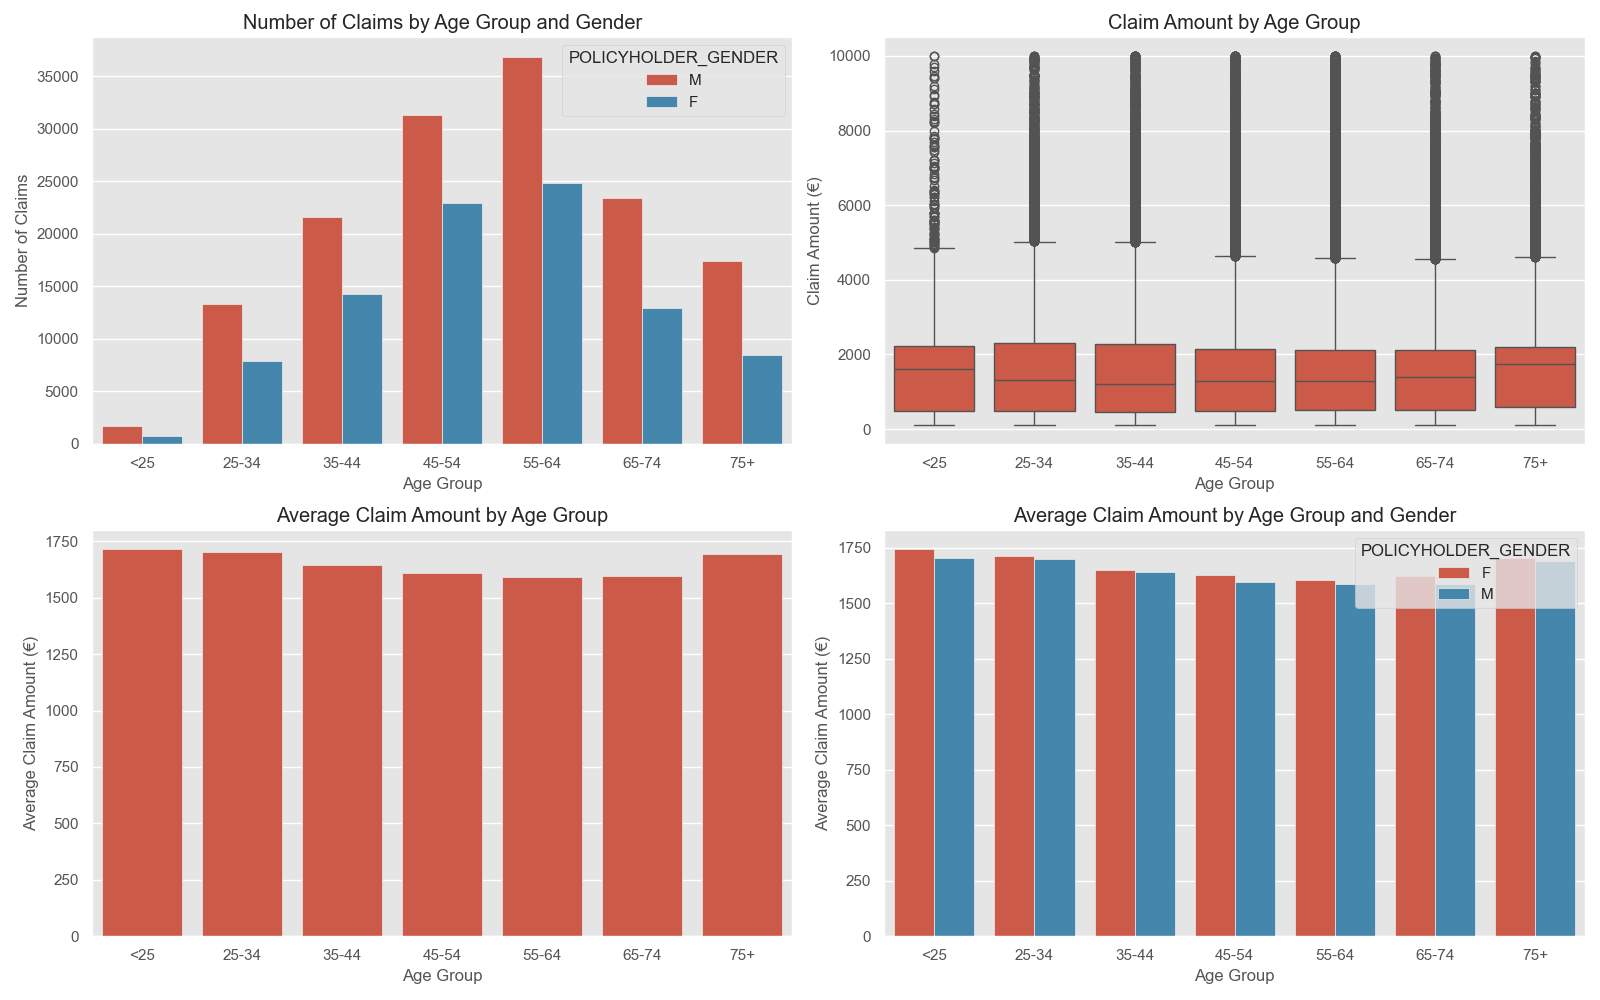 Number of Claims by Age Group and Gender
Number of Claims
35000
30000
25000
20000
15000
10000
5000
0
POLICYHOLDER_GENDER
M
F
<25 25-34 35-44 45-54 55-64 65-74 75+
Age Group
Claim Amount by Age Group
Claim Amount (€)
10000
8000
6000
4000
2000
0
<25 25-34 35-44 45-54 55-64 65-74 75+
Age Group
Average Claim Amount by Age Group
Average Claim Amount (€)
1750
1500
1250
1000
750
500
250
0
<25 25-34 35-44 45-54 55-64 65-74 75+
Age Group
Average Claim Amount by Age Group and Gender
Average Claim Amount (€)
1750
1500
1250
1000
750
500
250
0
POLICYHOLDER_GENDER
F
M
<25 25-34 35-44 45-54 55-64 65-74 75+
Age Group